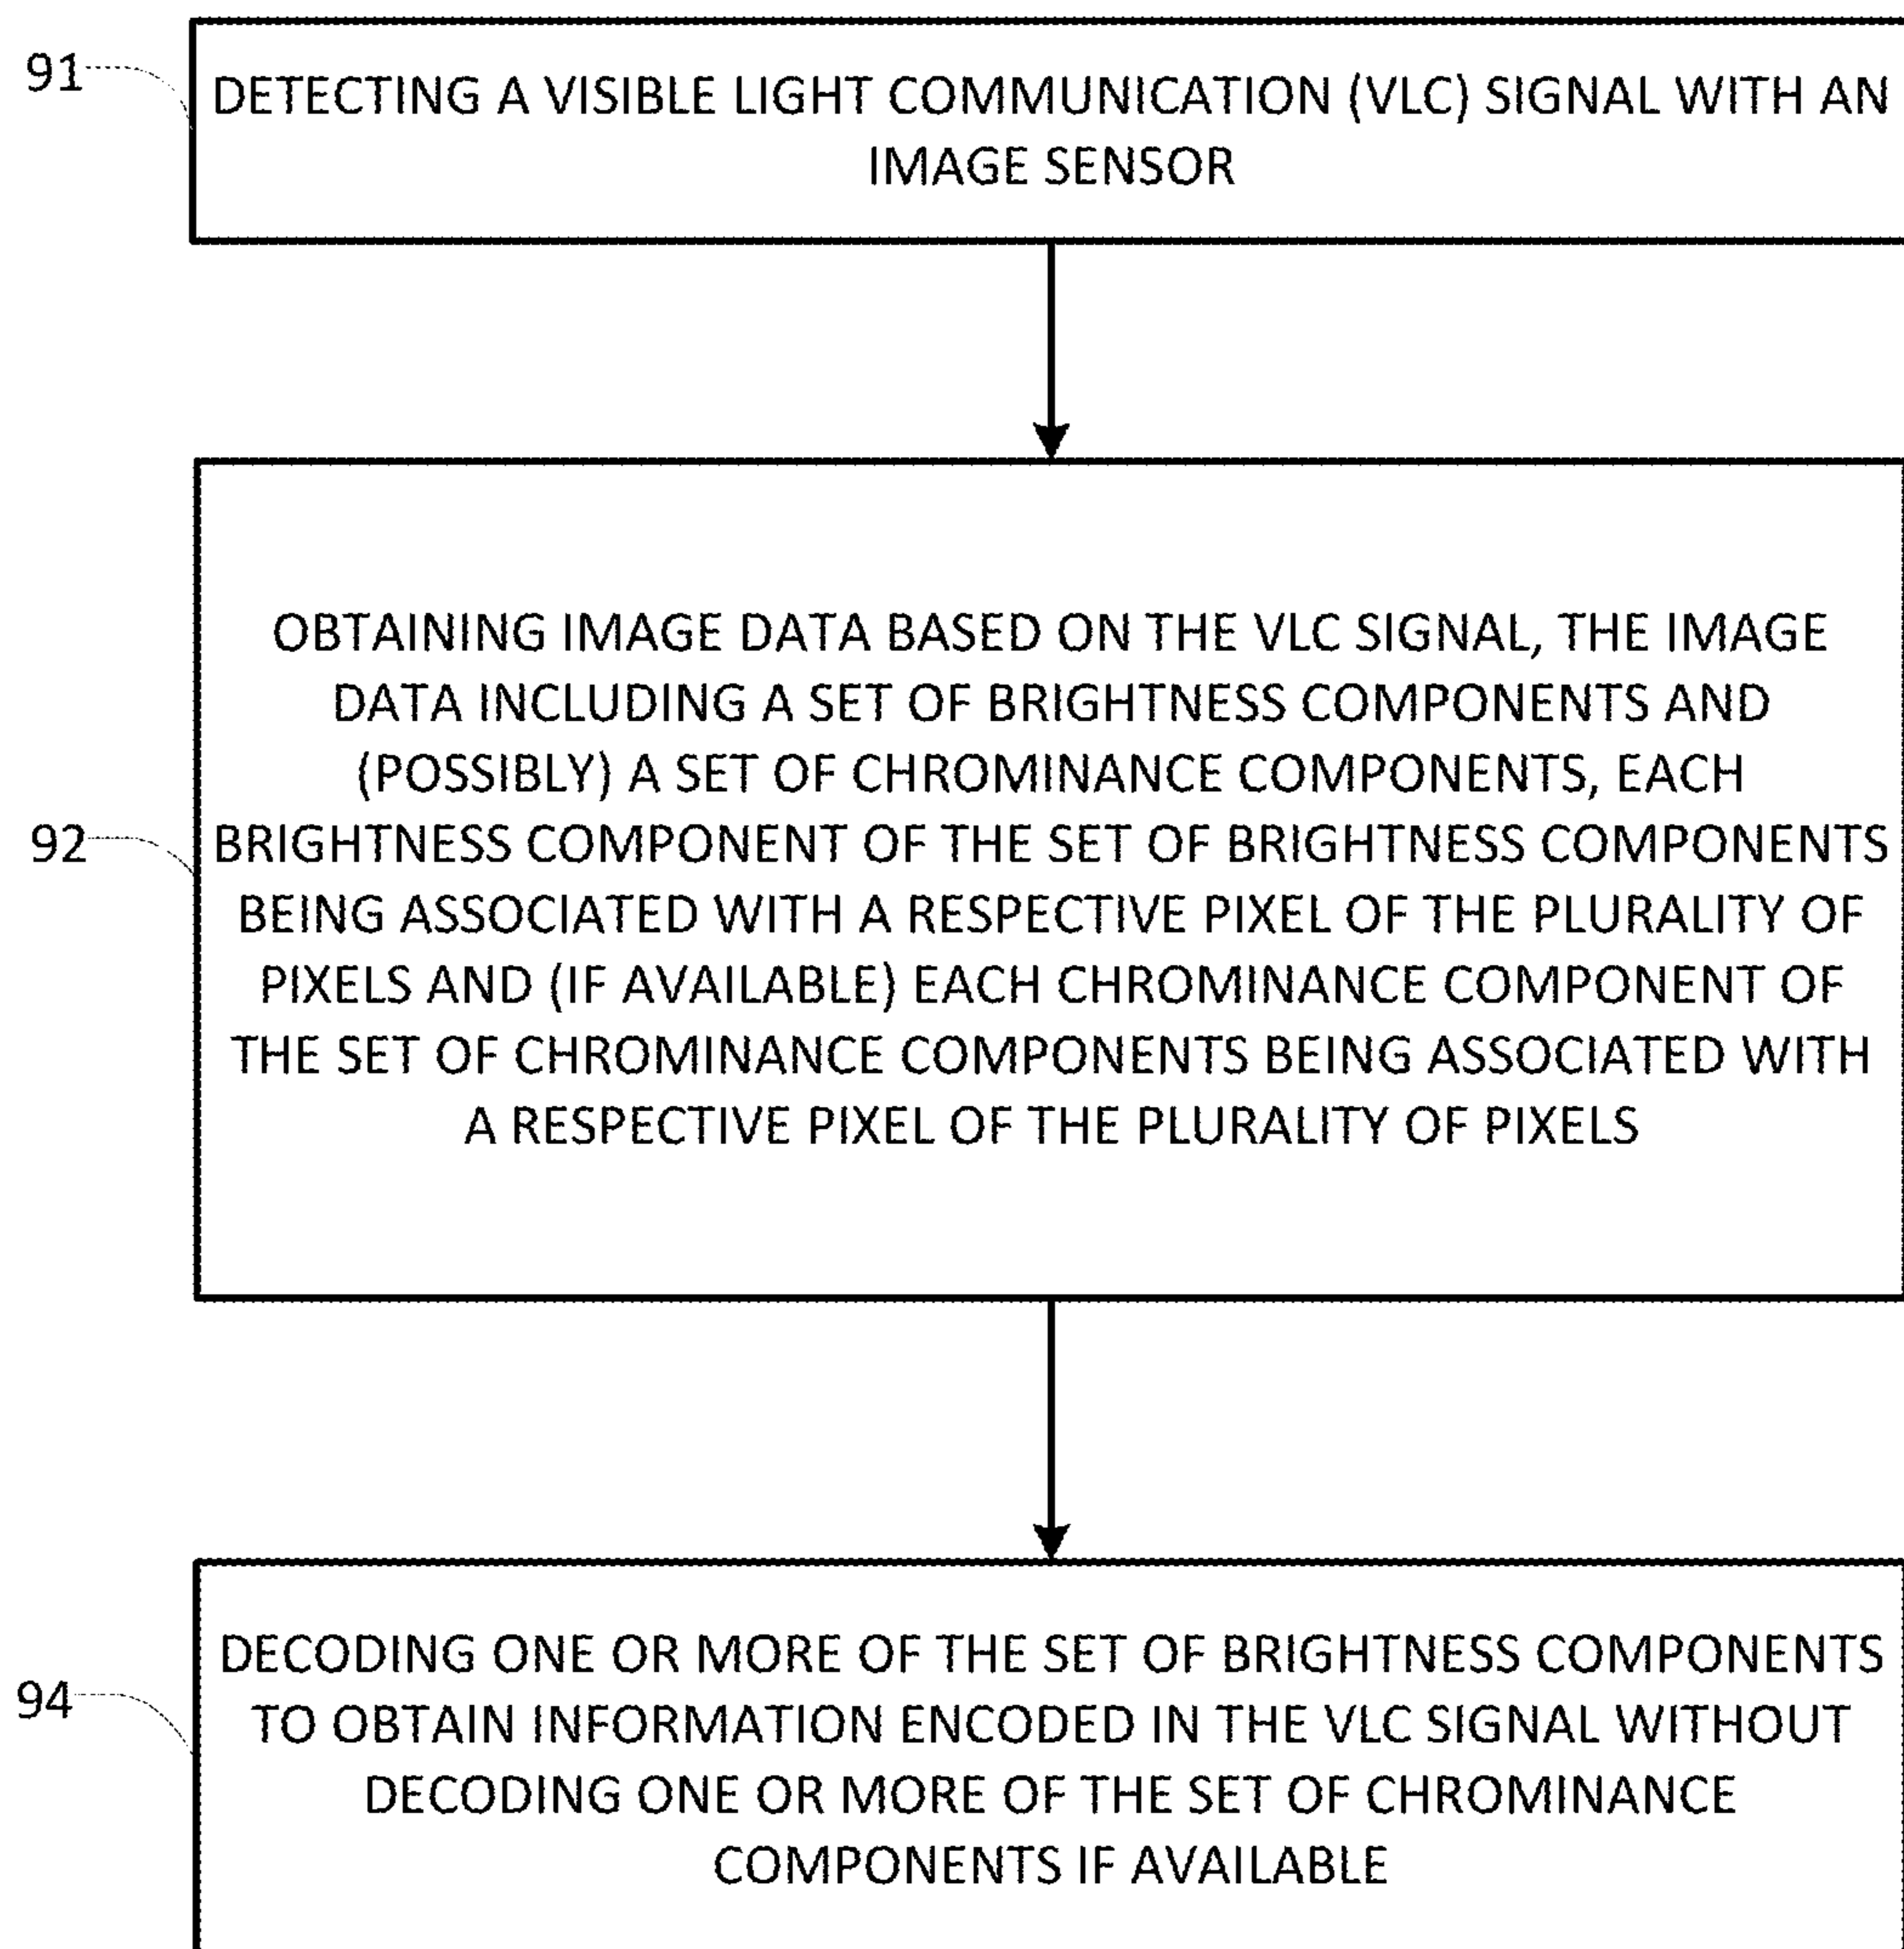 91
DETECTING A VISIBLE LIGHT COMMUNICATION (VLC) SIGNAL WITH AN
IMAGE SENSOR
OBTAINING IMAGE DATA BASED ON THE VLC SIGNAL, THE IMAGE
DATA INCLUDING A SET OF BRIGHTNESS COMPONENTS AND
(POSSIBLY) A SET OF CHROMINANCE COMPONENTS, EACH
92
BRIGHTNESS COMPONENT OF THE SET OF BRIGHTNESS COMPONENTS
BEING ASSOCIATED WITH A RESPECTIVE PIXEL OF THE PLURALITY OF
PIXELS AND (IF AVAILABLE) EACH CHROMINANCE COMPONENT OF
THE SET OF CHROMINANCE COMPONENTS BEING ASSOCIATED WITH
A RESPECTIVE PIXEL OF THE PLURALITY OF PIXELS
DECODING ONE OR MORE OF THE SET OF BRIGHTNESS COMPONENTS
94
TO OBTAIN INFORMATION ENCODED IN THE VLC SIGNAL WITHOUT
DECODING ONE OR MORE OF THE SET OF CHROMINANCE
COMPONENTS IF AVAILABLE